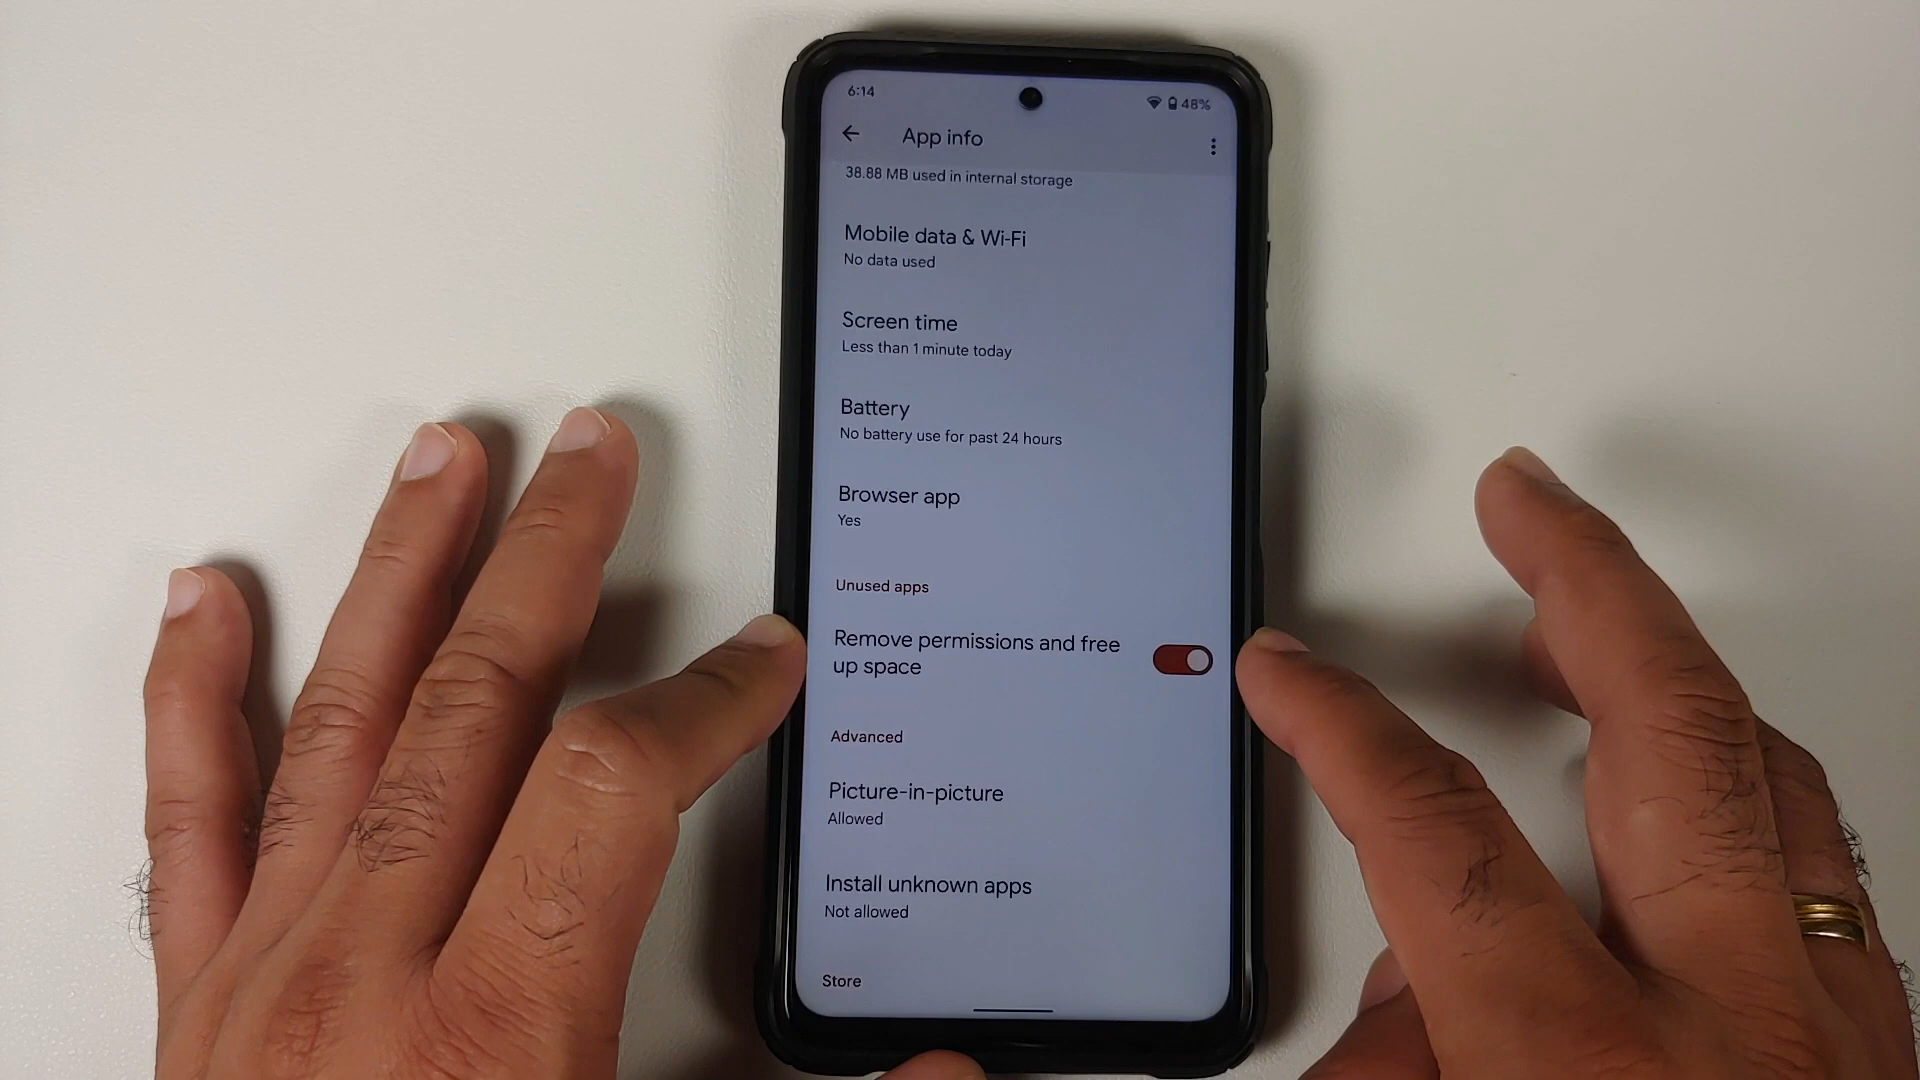 6:14
48%
App info
38.88 MB used in internal storage
Mobile data & Wi-Fi
No data used
Screen time
Less than 1 minute today
Battery
No battery use for past 24 hours
Browser app
Yes
Unused apps
Remove permissions and free
up space
Advanced
Picture-in-picture
Allowed
Install unknown apps
Not allowed
Store